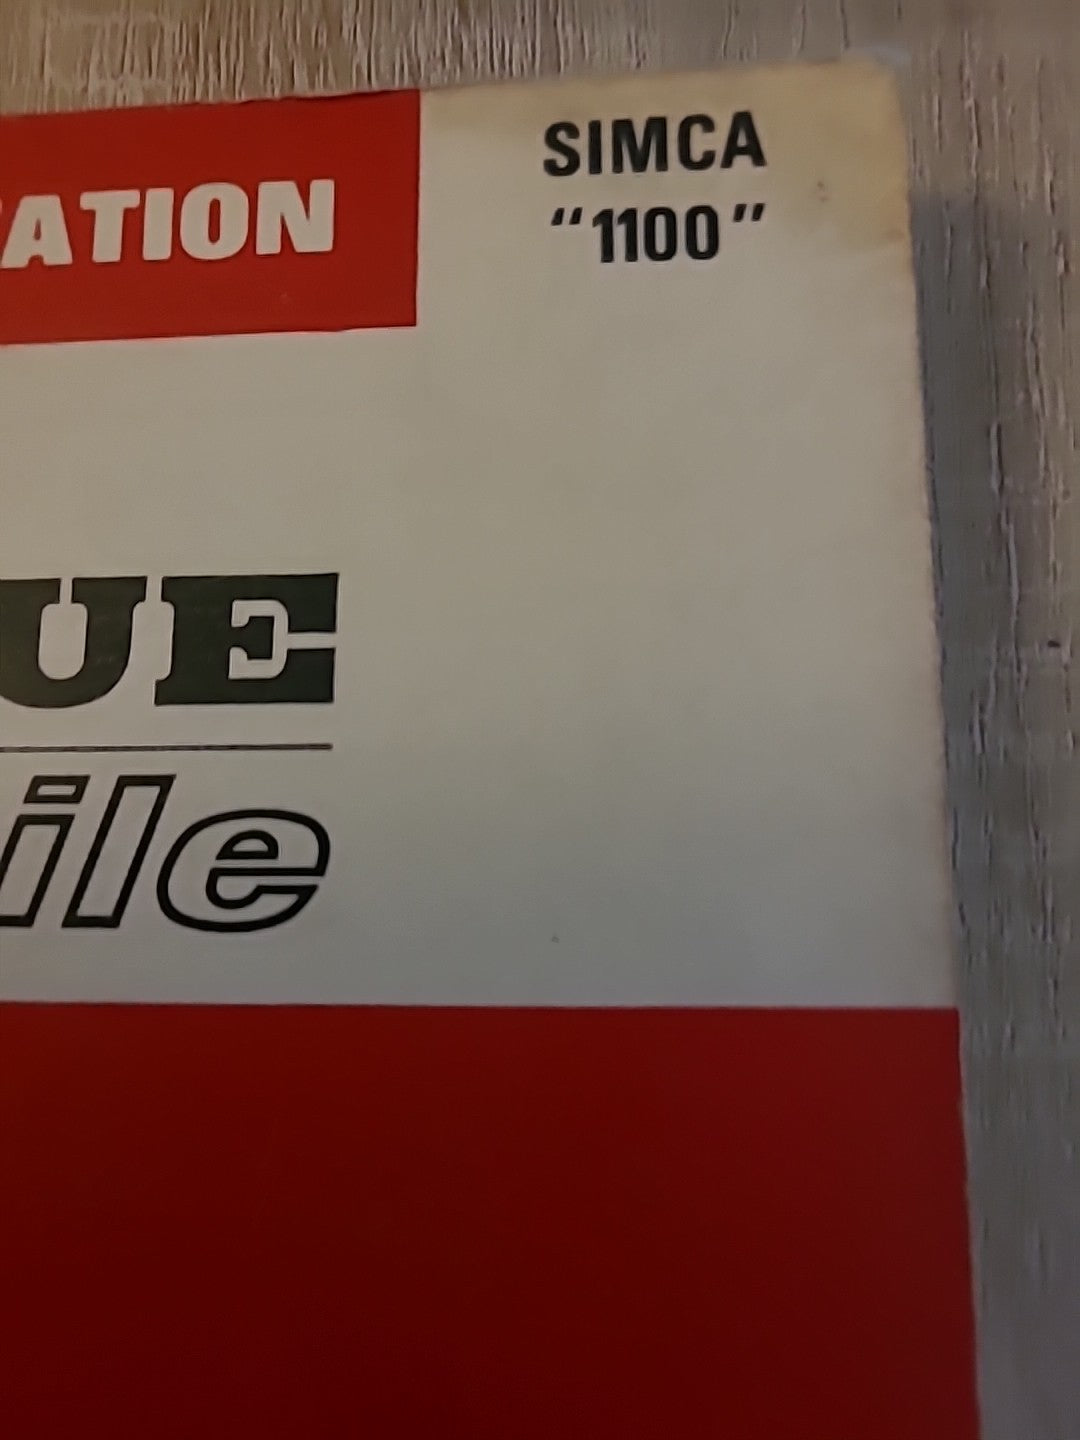 SIMCA
"1100"
ATION
UE
ile